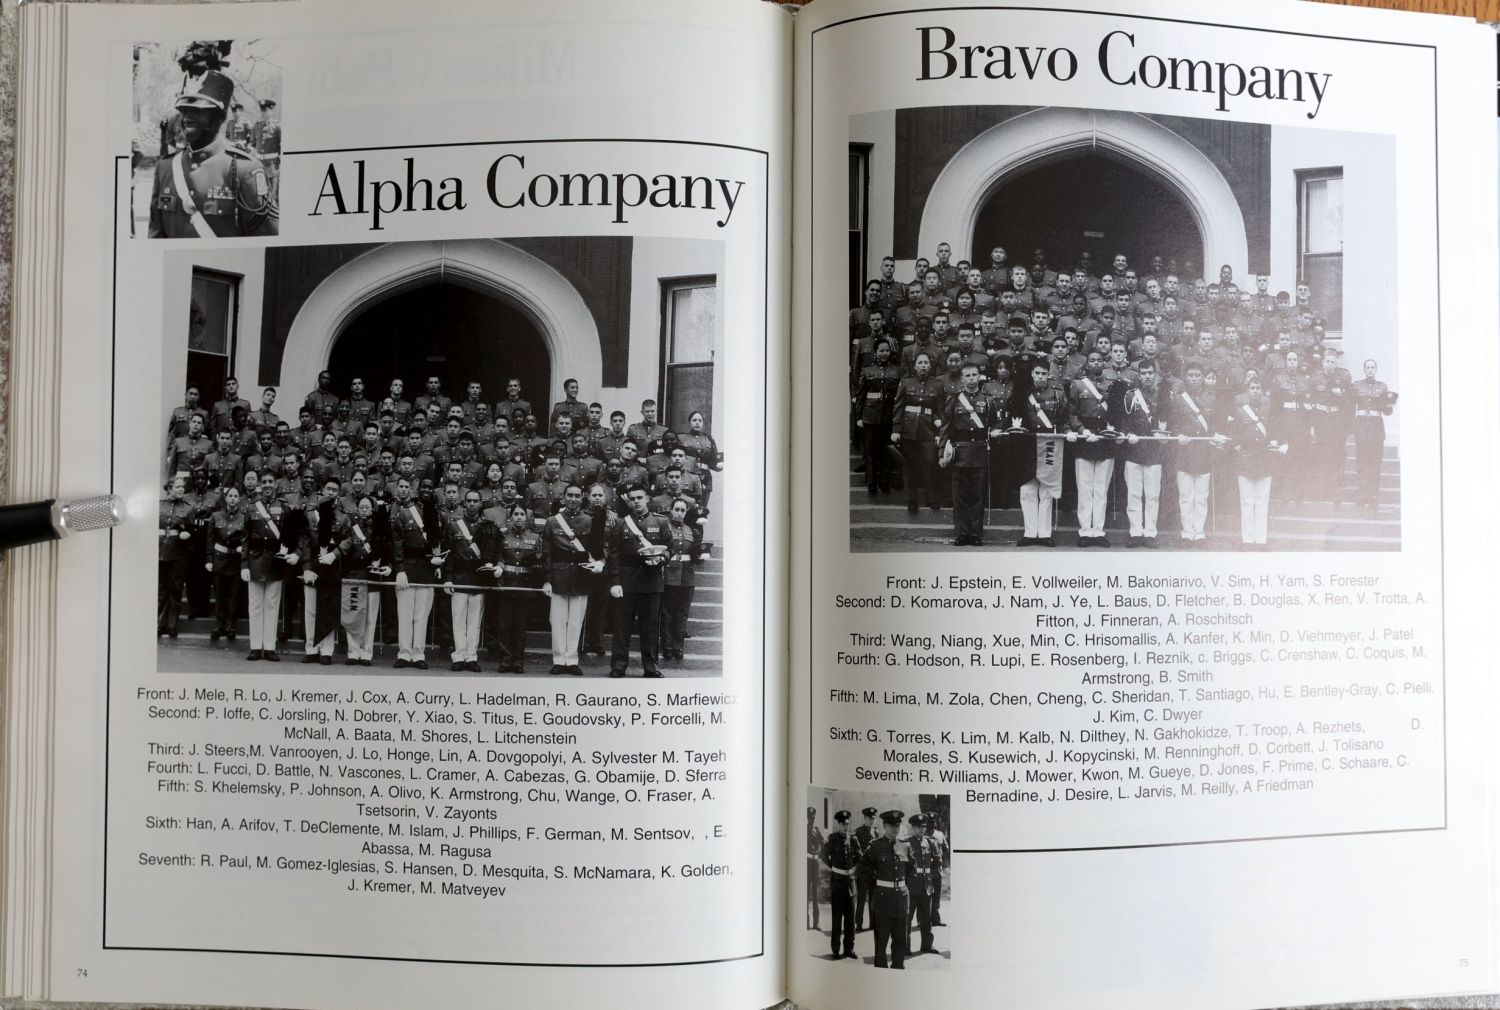 Alpha Company
NYMA
Front: J. Mele, R. Lo, J. Kremer, J. Cox, A. Curry, L. Hadelman, R. Gaurano, S. Marfiewicz
Second: P. Ioffe, C. Jorsling, N. Dobrer, Y. Xiao, S. Titus, E. Goudovsky, P. Forcelli, M.
McNall, A. Baata, M. Shores, L. Litchenstein
Third: J. Steers,M. Vanrooyen, J. Lo, Honge, Lin, A. Dovgopolyi, A. Sylvester M. Tayeh
Fourth: L. Fucci, D. Battle, N. Vascones, L. Cramer, A. Cabezas, G. Obamije, D. Sferra
Fifth: S. Khelemsky, P. Johnson, A. Olivo, K. Armstrong, Chu, Wange, O. Fraser, A.
Tsetsorin, V. Zayonts
Sixth: Han, A. Arifov, T. DeClemente, M. Islam, J. Phillips, F. German, M. Sentsov, , E.
Abassa, M. Ragusa
Seventh: R. Paul, M. Gomez-Iglesias, S. Hansen, D. Mesquita, S. McNamara, K. Golden,
J. Kremer, M. Matveyev
74
Bravo Company
NYMA
Front: J. Epstein, E. Vollweiler, M. Bakoniarivo, V. Sim, H. Yam, S. Forester
Second: D. Komarova, J. Nam, J. Ye, L. Baus, D. Fletcher, B. Douglas, X. Ren, V. Trotta, A.
Fitton, J. Finneran, A. Roschitsch
Third: Wang, Niang, Xue, Min, C. Hrisomallis, A. Kanfer, K. Min, D. Viehmeyer, J. Patel
Fourth: G. Hodson, R. Lupi, E. Rosenberg, I. Reznik, c. Briggs, C. Crenshaw, C. Coquis, M.
Armstrong, B. Smith
Fifth: M. Lima, M. Zola, Chen, Cheng, C. Sheridan, T. Santiago, Hu, E. Bentley-Gray, C. Pielli,
J. Kim, C. Dwyer
Sixth: G. Torres, K. Lim, M. Kalb, N. Dilthey, N. Gakhokidze, T. Troop, A. Rezhets, D.
Morales, S. Kusewich, J. Kopycinski, M. Renninghoff, D. Corbett, J. Tolisano
Seventh: R. Williams, J. Mower, Kwon, M. Gueye, D. Jones, F. Prime, C. Schaare, C.
Bernadine, J. Desire, L. Jarvis, M. Reilly, A Friedman
75